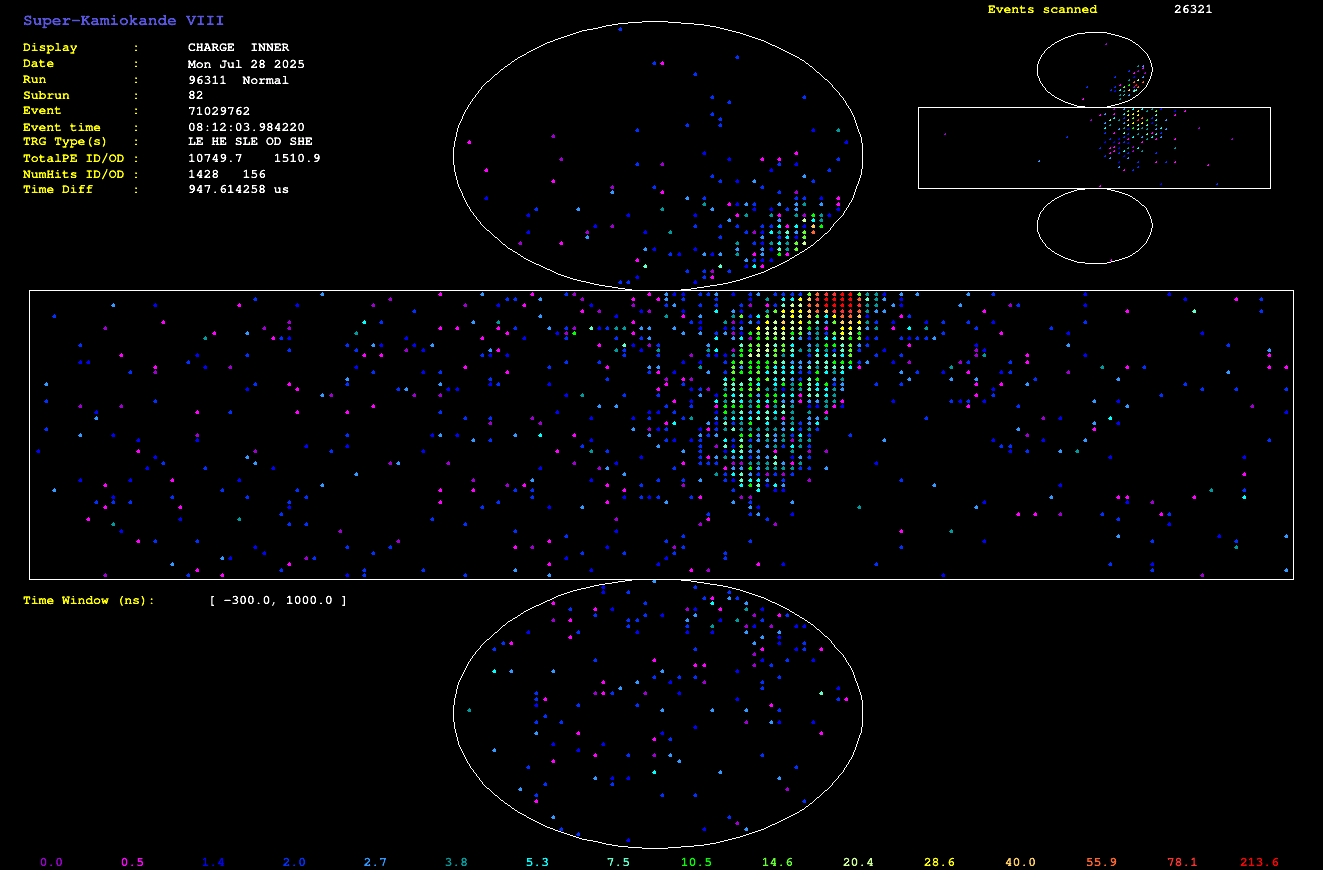 Super-Kamiokande VIII
Events scanned 26321
Display : CHARGE INNER
Date : Mon Jul 28 2025
Run : 96311 Normal
Subrun : 82
Event : 71029762
Event time : 08:12:03.984220
TRG Type(s) : LE HE SLE OD SHE
TotalPE ID/OD : 10749.7 1510.9
NumHits ID/OD : 1428 156
Time Diff : 947.614258 us
Time Window (ns): [ -300.0, 1000.0 ]
0.0 0.5 1.4 2.0 2.7 3.8 5.3 7.5 10.5 14.6 20.4 28.6 40.0 55.9 78.1 213.6